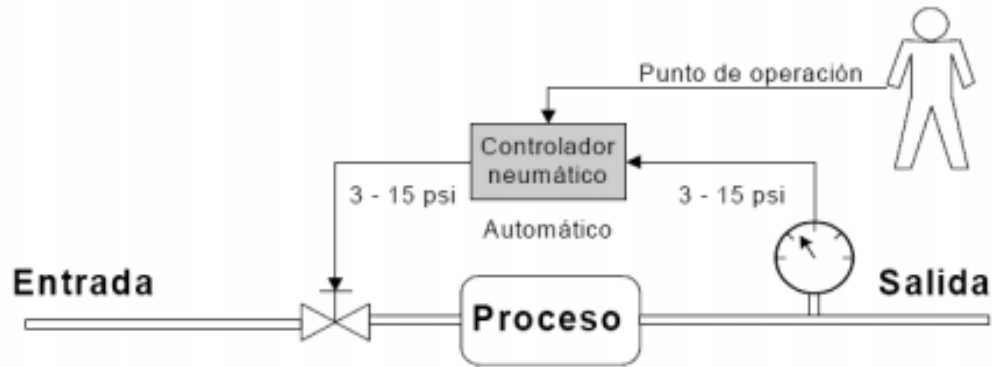 Punto de operación
Controlador
neumático
3 - 15 psi
3 - 15 psi
Automático
Entrada
Salida
Proceso